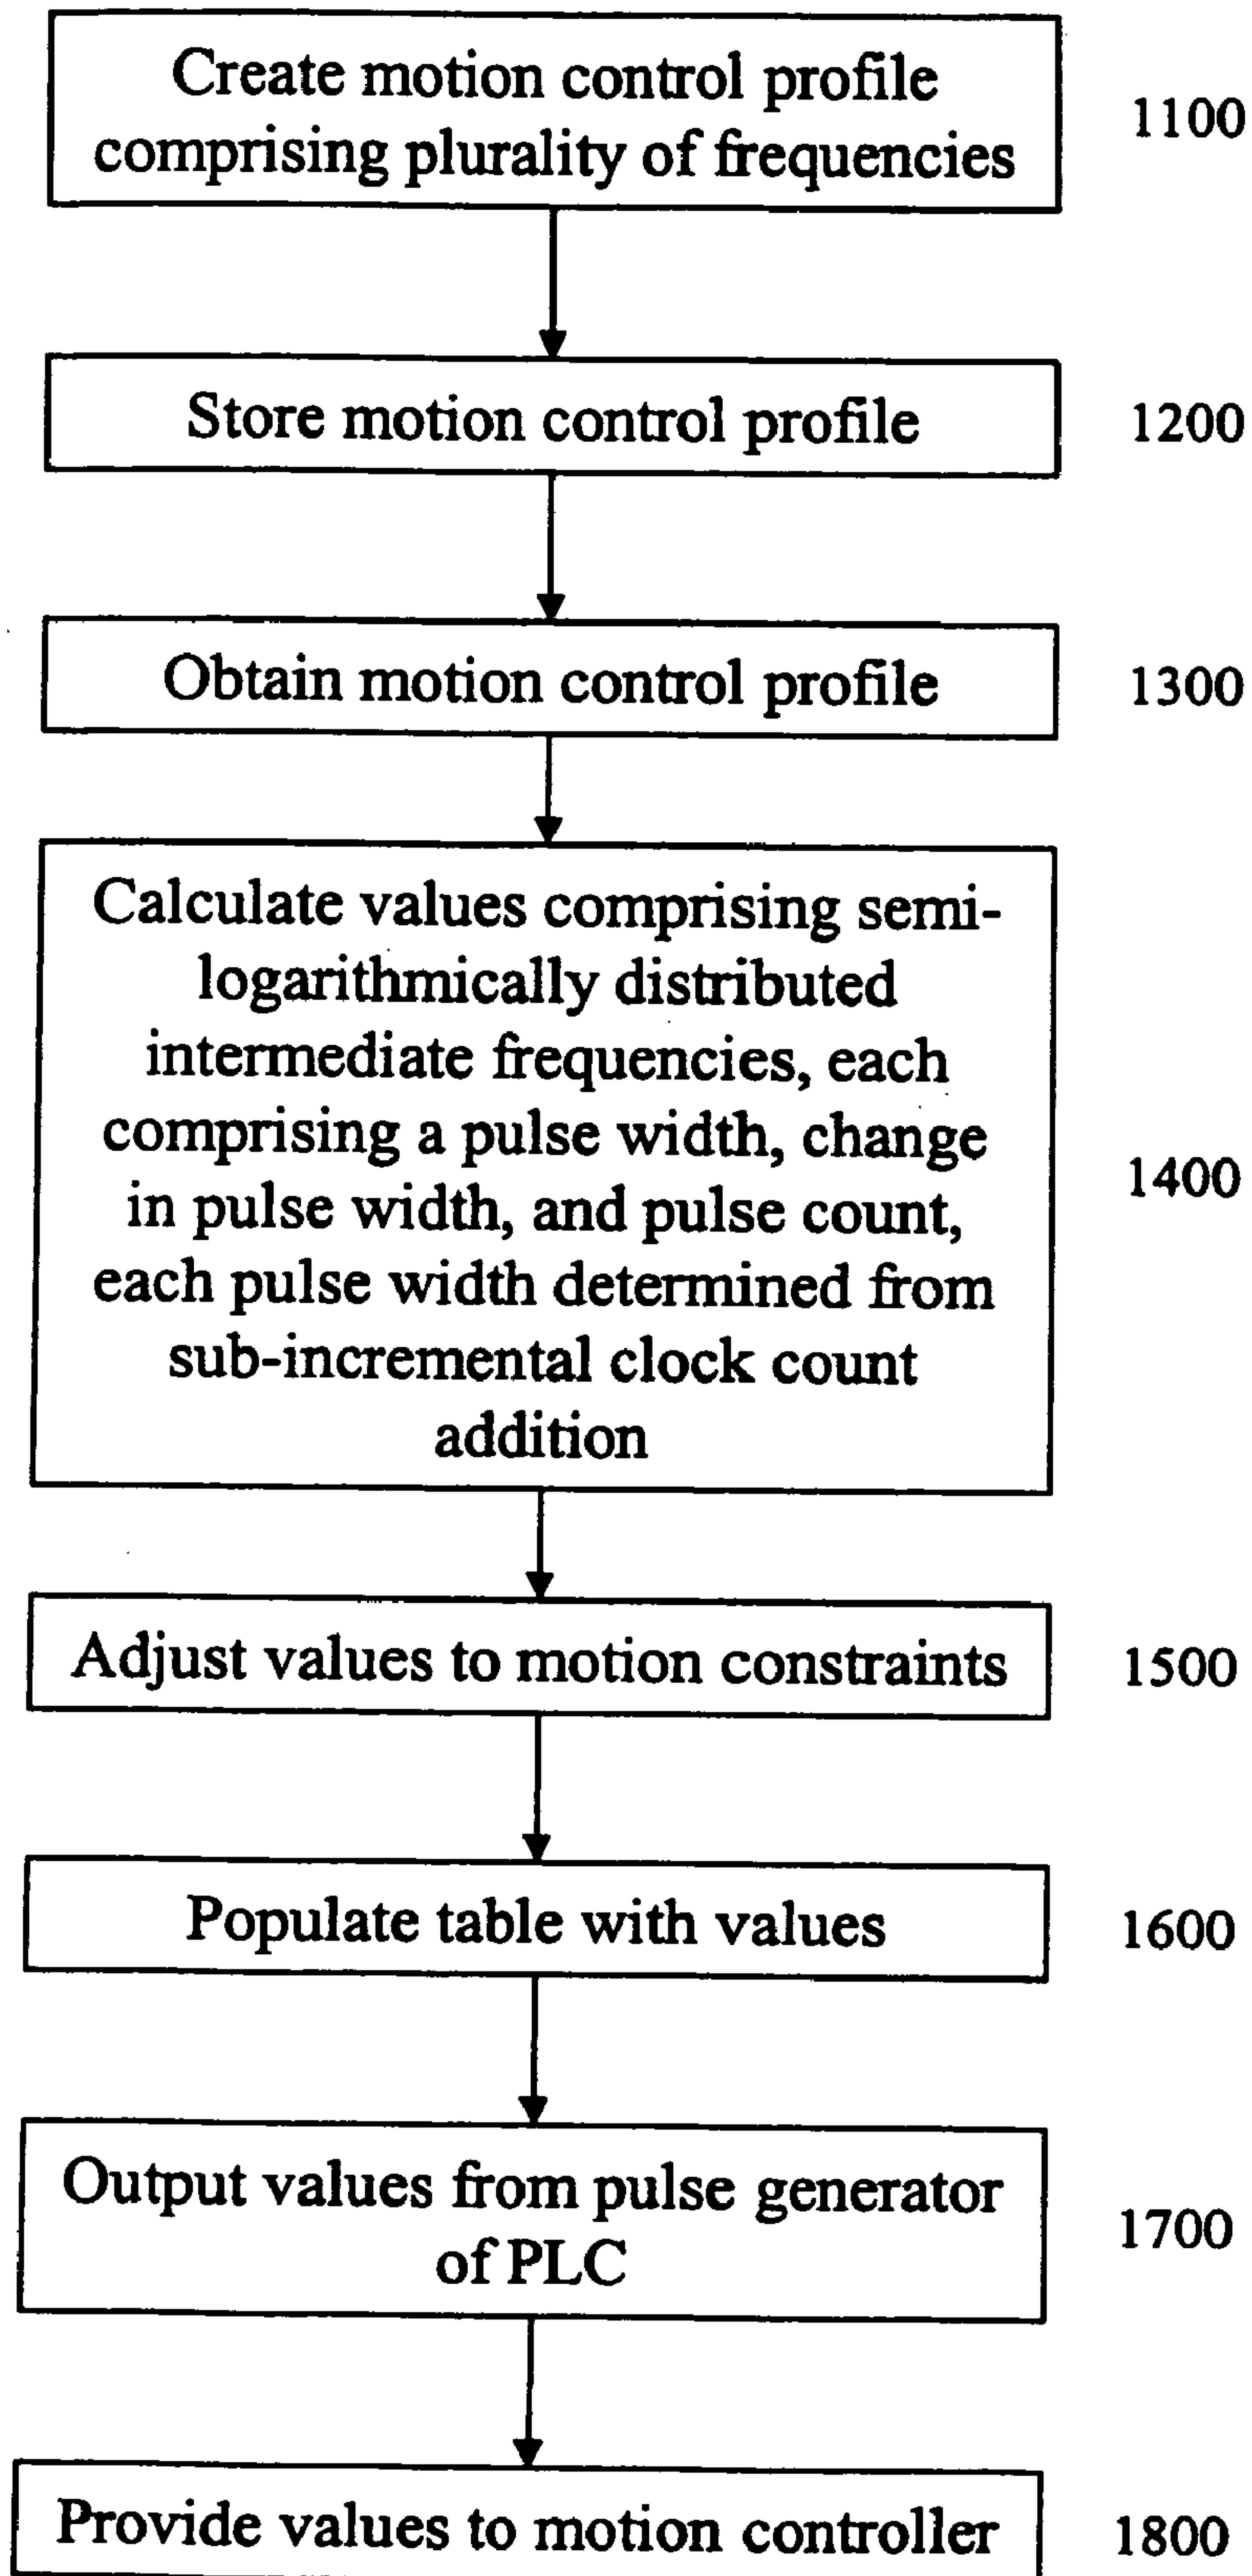 Create motion control profile
comprising plurality of frequencies
1100
Store motion control profile
1200
Obtain motion control profile
1300
Calculate values comprising semi-
logarithmically distributed
intermediate frequencies, each
comprising a pulse width, change
in pulse width, and pulse count,
each pulse width determined from
sub-incremental clock count
addition
1400
Adjust values to motion constraints
1500
Populate table with values
1600
Output values from pulse generator
of PLC
1700
Provide values to motion controller
1800